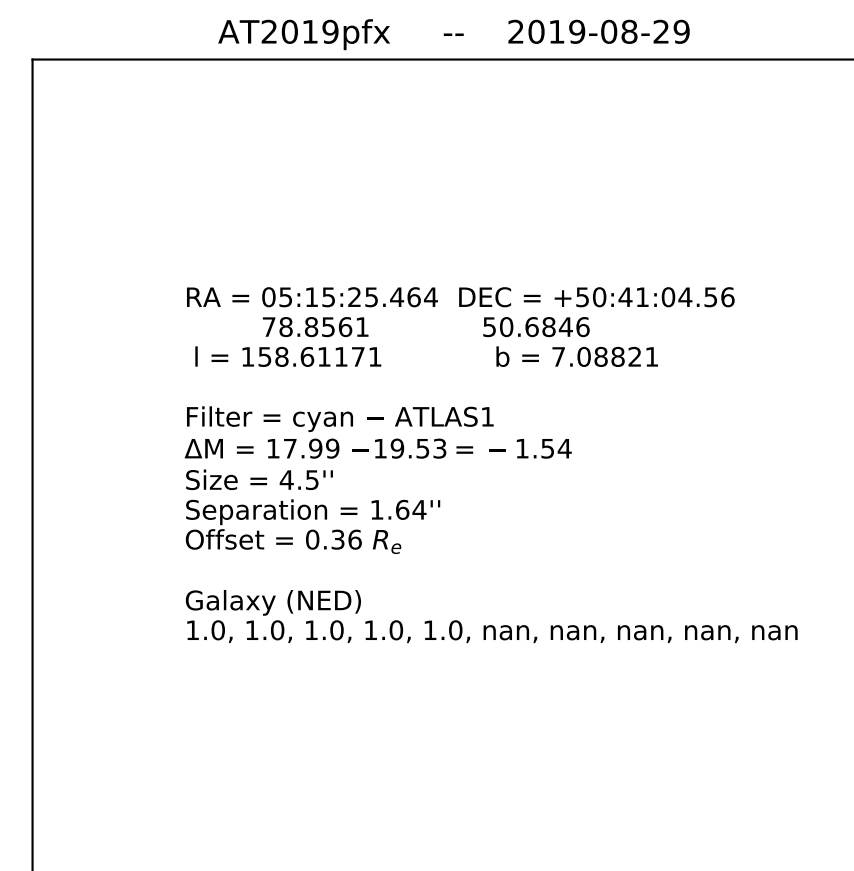 AT2019pfx -- 2019-08-29
RA = 05:15:25.464 DEC = +50:41:04.56
78.8561 50.6846
l = 158.61171 b = 7.08821
Filter = cyan − ATLAS1
ΔM = 17.99 −19.53 = − 1.54
Size = 4.5''
Separation = 1.64''
Offset = 0.36 Rₑ
Galaxy (NED)
1.0, 1.0, 1.0, 1.0, 1.0, nan, nan, nan, nan, nan